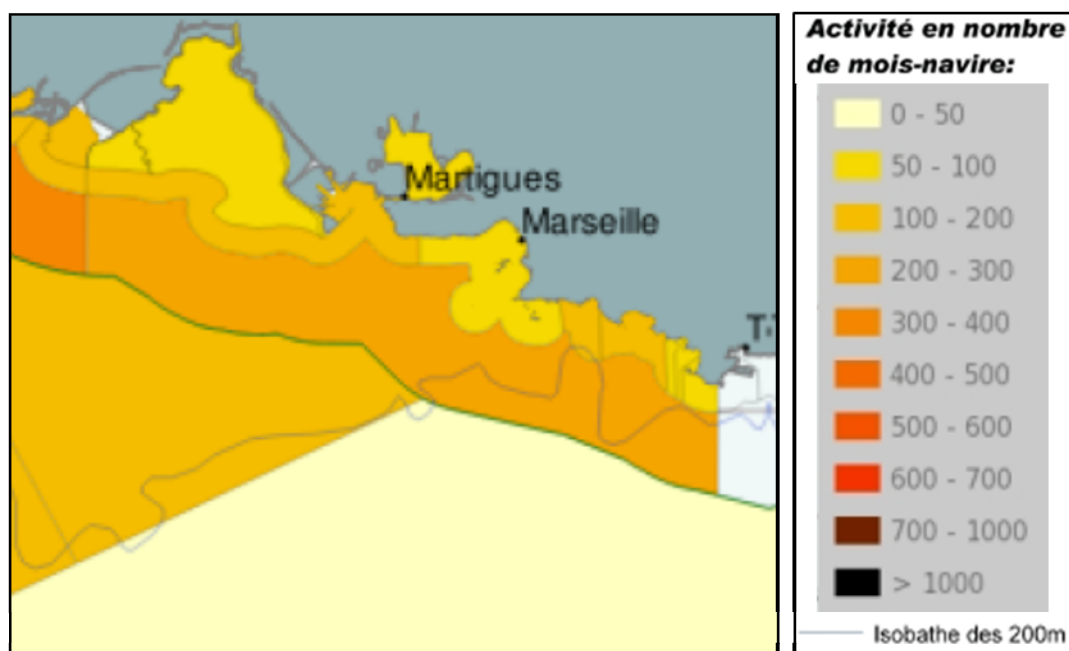 Martigues
Marseille
Activité en nombre
de mois-navire:
0 - 50
50 - 100
100 - 200
200 - 300
300 - 400
400 - 500
500 - 600
600 - 700
700 - 1000
> 1000
Isobathe des 200m